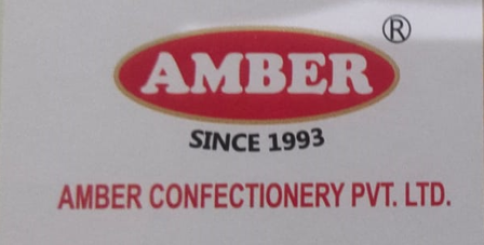 AMBER ®
SINCE 1993
AMBER CONFECTIONERY PVT. LTD.